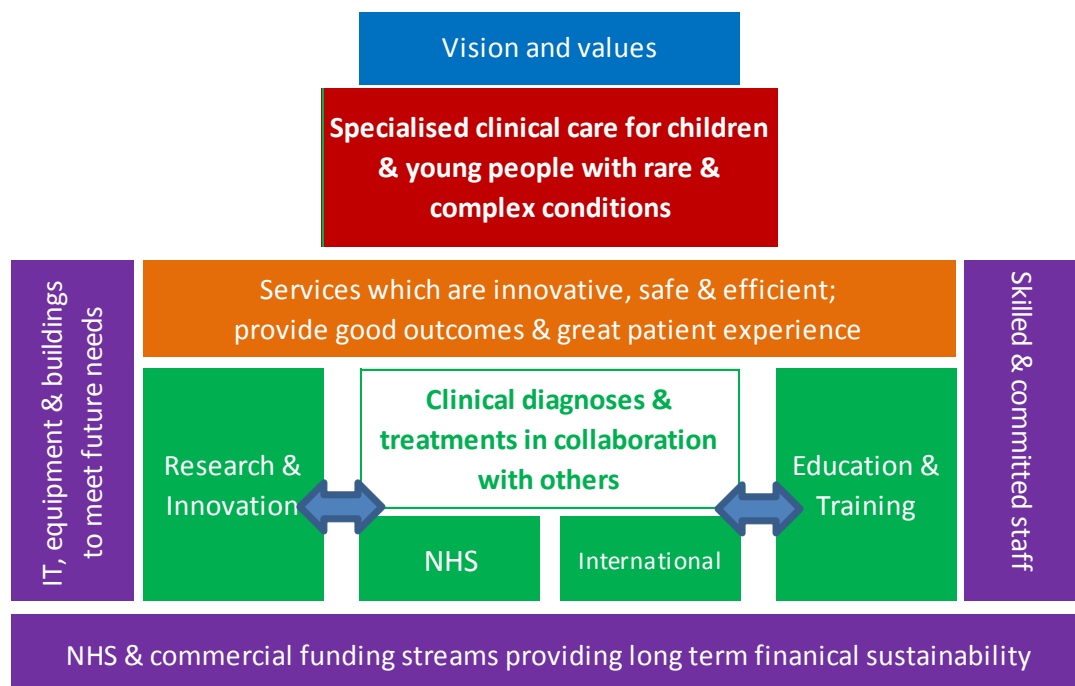 Vision and values
Specialised clinical care for children
& young people with rare &
complex conditions
IT, equipment & buildings
to meet future needs
Services which are innovative, safe & efficient;
provide good outcomes & great patient experience
Skilled & committed staff
Research &
Innovation
Clinical diagnoses &
treatments in collaboration
with others
Education &
Training
NHS
International
NHS & commercial funding streams providing long term finanical sustainability